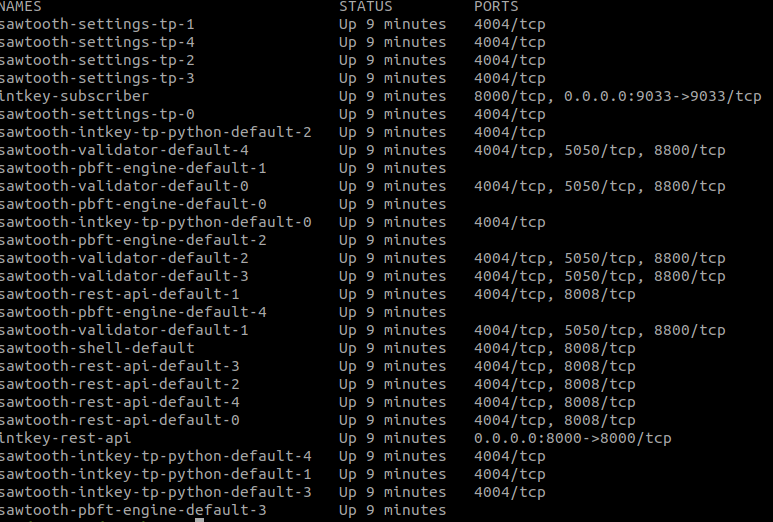 NAMES STATUS PORTS
sawtooth-settings-tp-1 Up 9 minutes 4004/tcp
sawtooth-settings-tp-4 Up 9 minutes 4004/tcp
sawtooth-settings-tp-2 Up 9 minutes 4004/tcp
sawtooth-settings-tp-3 Up 9 minutes 4004/tcp
intkey-subscriber Up 9 minutes 8000/tcp, 0.0.0.0:9033->9033/tcp
sawtooth-settings-tp-0 Up 9 minutes 4004/tcp
sawtooth-intkey-tp-python-default-2 Up 9 minutes 4004/tcp
sawtooth-validator-default-4 Up 9 minutes 4004/tcp, 5050/tcp, 8800/tcp
sawtooth-pbft-engine-default-1 Up 9 minutes
sawtooth-validator-default-0 Up 9 minutes 4004/tcp, 5050/tcp, 8800/tcp
sawtooth-pbft-engine-default-0 Up 9 minutes
sawtooth-intkey-tp-python-default-0 Up 9 minutes 4004/tcp
sawtooth-pbft-engine-default-2 Up 9 minutes
sawtooth-validator-default-2 Up 9 minutes 4004/tcp, 5050/tcp, 8800/tcp
sawtooth-validator-default-3 Up 9 minutes 4004/tcp, 5050/tcp, 8800/tcp
sawtooth-rest-api-default-1 Up 9 minutes 4004/tcp, 8008/tcp
sawtooth-pbft-engine-default-4 Up 9 minutes
sawtooth-validator-default-1 Up 9 minutes 4004/tcp, 5050/tcp, 8800/tcp
sawtooth-shell-default Up 9 minutes 4004/tcp, 8008/tcp
sawtooth-rest-api-default-3 Up 9 minutes 4004/tcp, 8008/tcp
sawtooth-rest-api-default-2 Up 9 minutes 4004/tcp, 8008/tcp
sawtooth-rest-api-default-4 Up 9 minutes 4004/tcp, 8008/tcp
sawtooth-rest-api-default-0 Up 9 minutes 4004/tcp, 8008/tcp
intkey-rest-api Up 9 minutes 0.0.0.0:8000->8000/tcp
sawtooth-intkey-tp-python-default-4 Up 9 minutes 4004/tcp
sawtooth-intkey-tp-python-default-1 Up 9 minutes 4004/tcp
sawtooth-intkey-tp-python-default-3 Up 9 minutes 4004/tcp
sawtooth-pbft-engine-default-3 Up 9 minutes